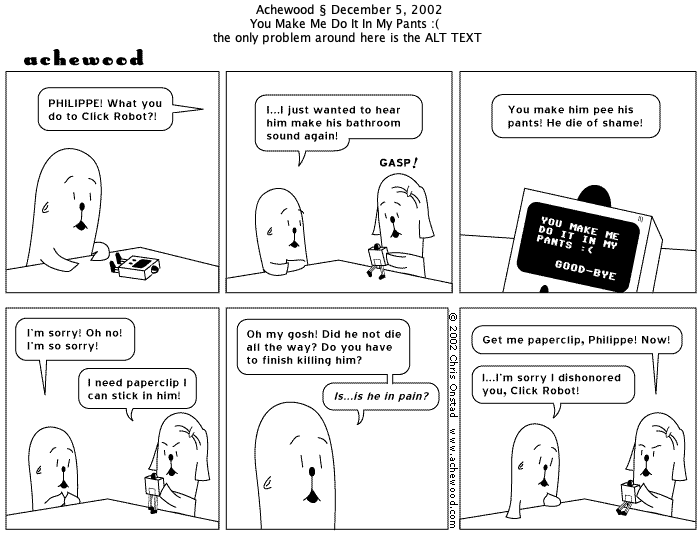 Achewood § December 5, 2002
You Make Me Do It In My Pants :(
the only problem around here is the ALT TEXT
achewood
PHILIPPE! What you
do to Click Robot?!
I...I just wanted to hear
him make his bathroom
sound again!
GASP!
You make him pee his
pants! He die of shame!
YOU MAKE ME
DO IT IN MY
PANTS :<
GOOD-BYE
I'm sorry! Oh no!
I'm so sorry!
I need paperclip I
can stick in him!
Oh my gosh! Did he not die
all the way? Do you have
to finish killing him?
Is...is he in pain?
© 2002 Chris Onstad www.achewood.com
Get me paperclip, Philippe! Now!
I...I'm sorry I dishonored
you, Click Robot!